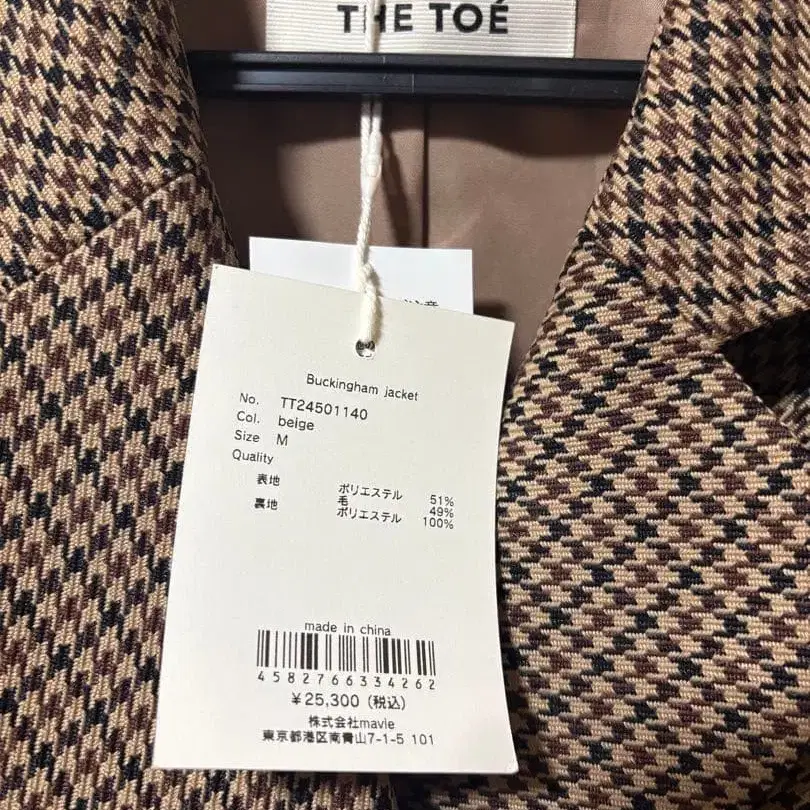 THE TOÉ
注意
Buckingham jacket
No. TT24501140
Col. beige
Size M
Quality
表地 ポリエステル 51%
毛 49%
裏地 ポリエステル 100%
made in china
4582766334262
¥25,300 (税込)
株式会社mavie
東京都港区南青山7-1-5 101